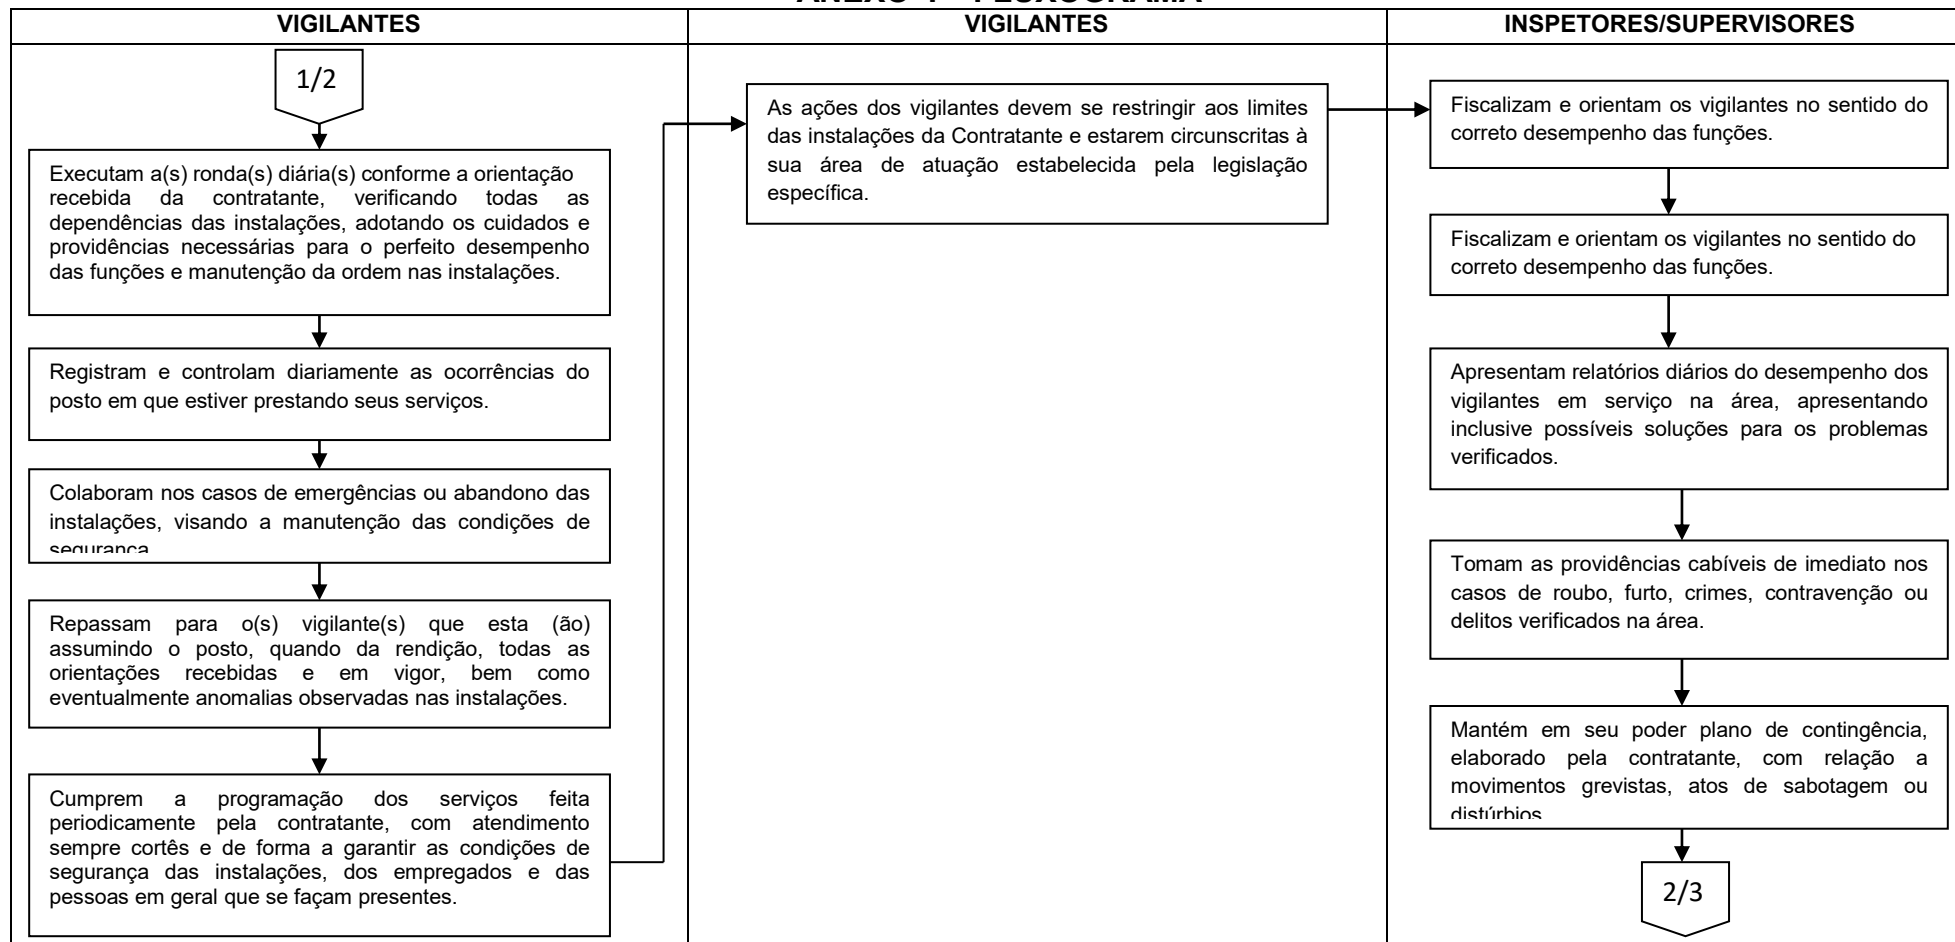 VIGILANTES
VIGILANTES
INSPETORES/SUPERVISORES
1/2
Executam a(s) ronda(s) diária(s) conforme a orientação
recebida da contratante, verificando todas as
dependências das instalações, adotando os cuidados e
providências necessárias para o perfeito desempenho
das funções e manutenção da ordem nas instalações.
Registram e controlam diariamente as ocorrências do
posto em que estiver prestando seus serviços.
Colaboram nos casos de emergências ou abandono das
instalações, visando a manutenção das condições de
segurança
Repassam para o(s) vigilante(s) que esta (ão)
assumindo o posto, quando da rendição, todas as
orientações recebidas e em vigor, bem como
eventualmente anomalias observadas nas instalações.
Cumprem a programação dos serviços feita
periodicamente pela contratante, com atendimento
sempre cortês e de forma a garantir as condições de
segurança das instalações, dos empregados e das
pessoas em geral que se façam presentes.
As ações dos vigilantes devem se restringir aos limites
das instalações da Contratante e estarem circunscritas à
sua área de atuação estabelecida pela legislação
específica.
Fiscalizam e orientam os vigilantes no sentido do
correto desempenho das funções.
Fiscalizam e orientam os vigilantes no sentido do
correto desempenho das funções.
Apresentam relatórios diários do desempenho dos
vigilantes em serviço na área, apresentando
inclusive possíveis soluções para os problemas
verificados.
Tomam as providências cabíveis de imediato nos
casos de roubo, furto, crimes, contravenção ou
delitos verificados na área.
Mantém em seu poder plano de contingência,
elaborado pela contratante, com relação a
movimentos grevistas, atos de sabotagem ou
distúrbios
2/3